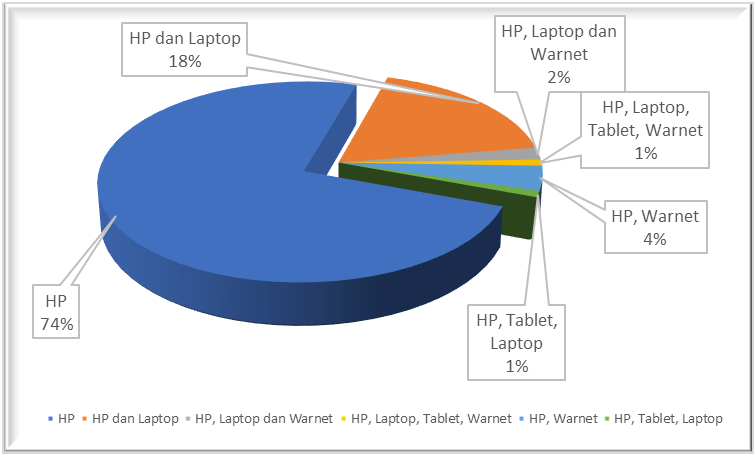 HP dan Laptop
18%
HP, Laptop dan
Warnet
2%
HP, Laptop,
Tablet, Warnet
1%
HP, Warnet
4%
HP, Tablet,
Laptop
1%
HP
74%
HP HP dan Laptop HP, Laptop dan Warnet HP, Laptop, Tablet, Warnet HP, Warnet HP, Tablet, Laptop